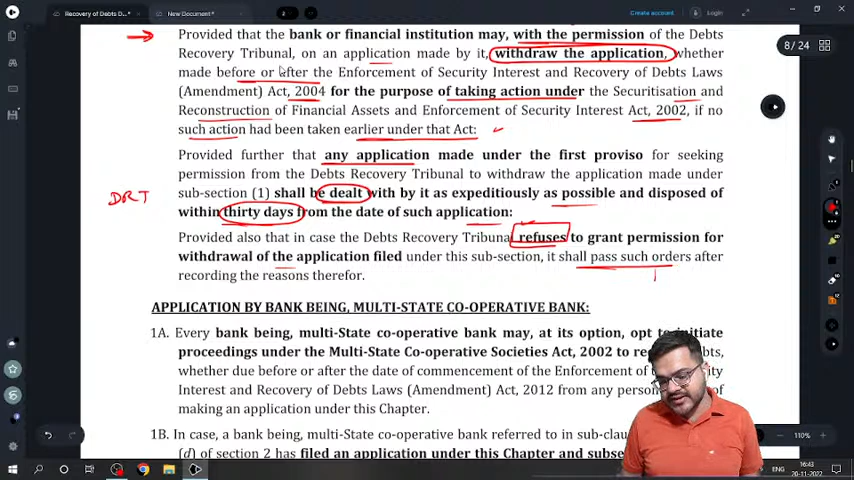 Recovery of Debts D...*
New Document*
2
Create account
Login
8 / 24
Provided that the bank or financial institution may, with the permission of the Debts
Recovery Tribunal, on an application made by it, withdraw the application, whether
made before or after the Enforcement of Security Interest and Recovery of Debts Laws
(Amendment) Act, 2004 for the purpose of taking action under the Securitisation and
Reconstruction of Financial Assets and Enforcement of Security Interest Act, 2002, if no
such action had been taken earlier under that Act:
Provided further that any application made under the first proviso for seeking
permission from the Debts Recovery Tribunal to withdraw the application made under
DRT
sub-section (1) shall be dealt with by it as expeditiously as possible and disposed of
within thirty days from the date of such application:
Provided also that in case the Debts Recovery Tribunal refuses to grant permission for
withdrawal of the application filed under this sub-section, it shall pass such orders after
recording the reasons therefor.
APPLICATION BY BANK BEING, MULTI-STATE CO-OPERATIVE BANK:
1A. Every bank being, multi-State co-operative bank may, at its option, opt to initiate
proceedings under the Multi-State Co-operative Societies Act, 2002 to debts,
whether due before or after the date of commencement of the Enforcement of
Interest and Recovery of Debts Laws (Amendment) Act, 2012 from any
making an application under this Chapter.
1B. In case, a bank being, multi-State co-operative bank referred to in
(d) of section 2 has filed an application under this Chapter and
110%
ENG
16:43
20-11-2022